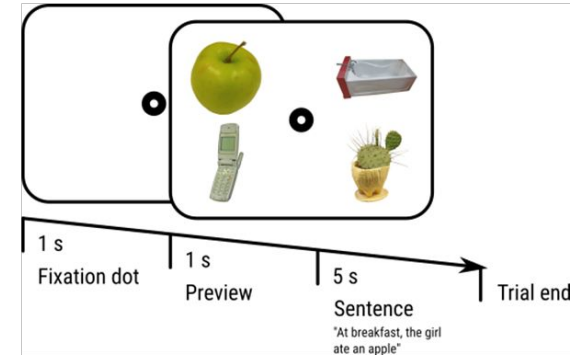 1 s
Fixation dot
1 s
Preview
5 s
Sentence
"At breakfast, the girl
ate an apple"
Trial end